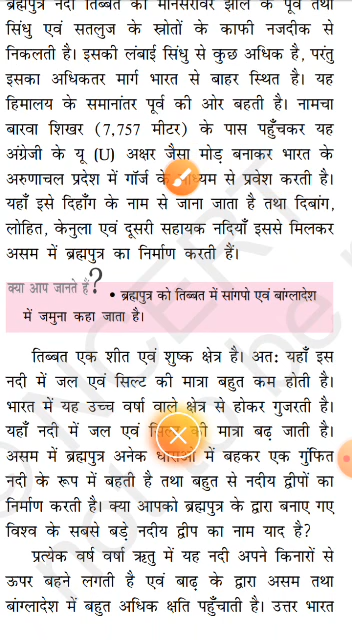 ब्रह्मपुत्र नदी तिब्बत की मानसरोवर झील के पूर्व तथा
सिंधु एवं सतलुज के स्रोतों के काफी नजदीक से
निकलती है। इसकी लंबाई सिंधु से कुछ अधिक है, परंतु
इसका अधिकतर मार्ग भारत से बाहर स्थित है। यह
हिमालय के समानांतर पूर्व की ओर बहती है। नामचा
बारवा शिखर (7,757 मीटर) के पास पहुँचकर यह
अंग्रेजी के यू (U) अक्षर जैसा मोड़ बनाकर भारत के
अरुणाचल प्रदेश में गॉर्ज के माध्यम से प्रवेश करती है।
यहाँ इसे दिहाँग के नाम से जाना जाता है तथा दिबांग,
लोहित, केनुला एवं दूसरी सहायक नदियाँ इससे मिलकर
असम में ब्रह्मपुत्र का निर्माण करती हैं।
क्या आप जानते हैं?
• ब्रह्मपुत्र को तिब्बत में सांगपो एवं बांग्लादेश
में जमुना कहा जाता है।
तिब्बत एक शीत एवं शुष्क क्षेत्र है। अत: यहाँ इस
नदी में जल एवं सिल्ट की मात्रा बहुत कम होती है।
भारत में यह उच्च वर्षा वाले क्षेत्र से होकर गुजरती है।
यहाँ नदी में जल एवं की मात्रा बढ़ जाती है।
असम में ब्रह्मपुत्र अनेक धाराओं में बहकर एक गुंफित
नदी के रूप में बहती है तथा बहुत से नदीय द्वीपों का
निर्माण करती है। क्या आपको ब्रह्मपुत्र के द्वारा बनाए गए
विश्व के सबसे बड़े नदीय द्वीप का नाम याद है?
प्रत्येक वर्ष वर्षा ऋतु में यह नदी अपने किनारों से
ऊपर बहने लगती है एवं बाढ़ के द्वारा असम तथा
बांग्लादेश में बहुत अधिक क्षति पहुँचाती है। उत्तर भारत